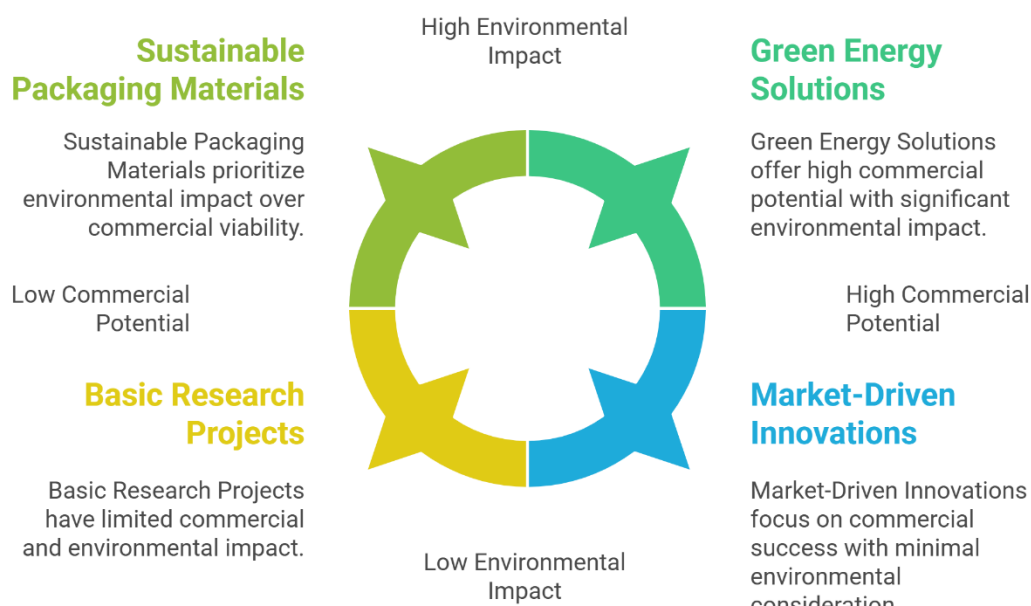 High Environmental
Impact
Sustainable
Packaging Materials
Sustainable Packaging
Materials prioritize
environmental impact over
commercial viability.
Green Energy
Solutions
Green Energy Solutions
offer high commercial
potential with significant
environmental impact.
Low Commercial
Potential
High Commercial
Potential
Basic Research
Projects
Basic Research Projects
have limited commercial
and environmental impact.
Market-Driven
Innovations
Market-Driven Innovations
focus on commercial
success with minimal
environmental
consideration
Low Environmental
Impact